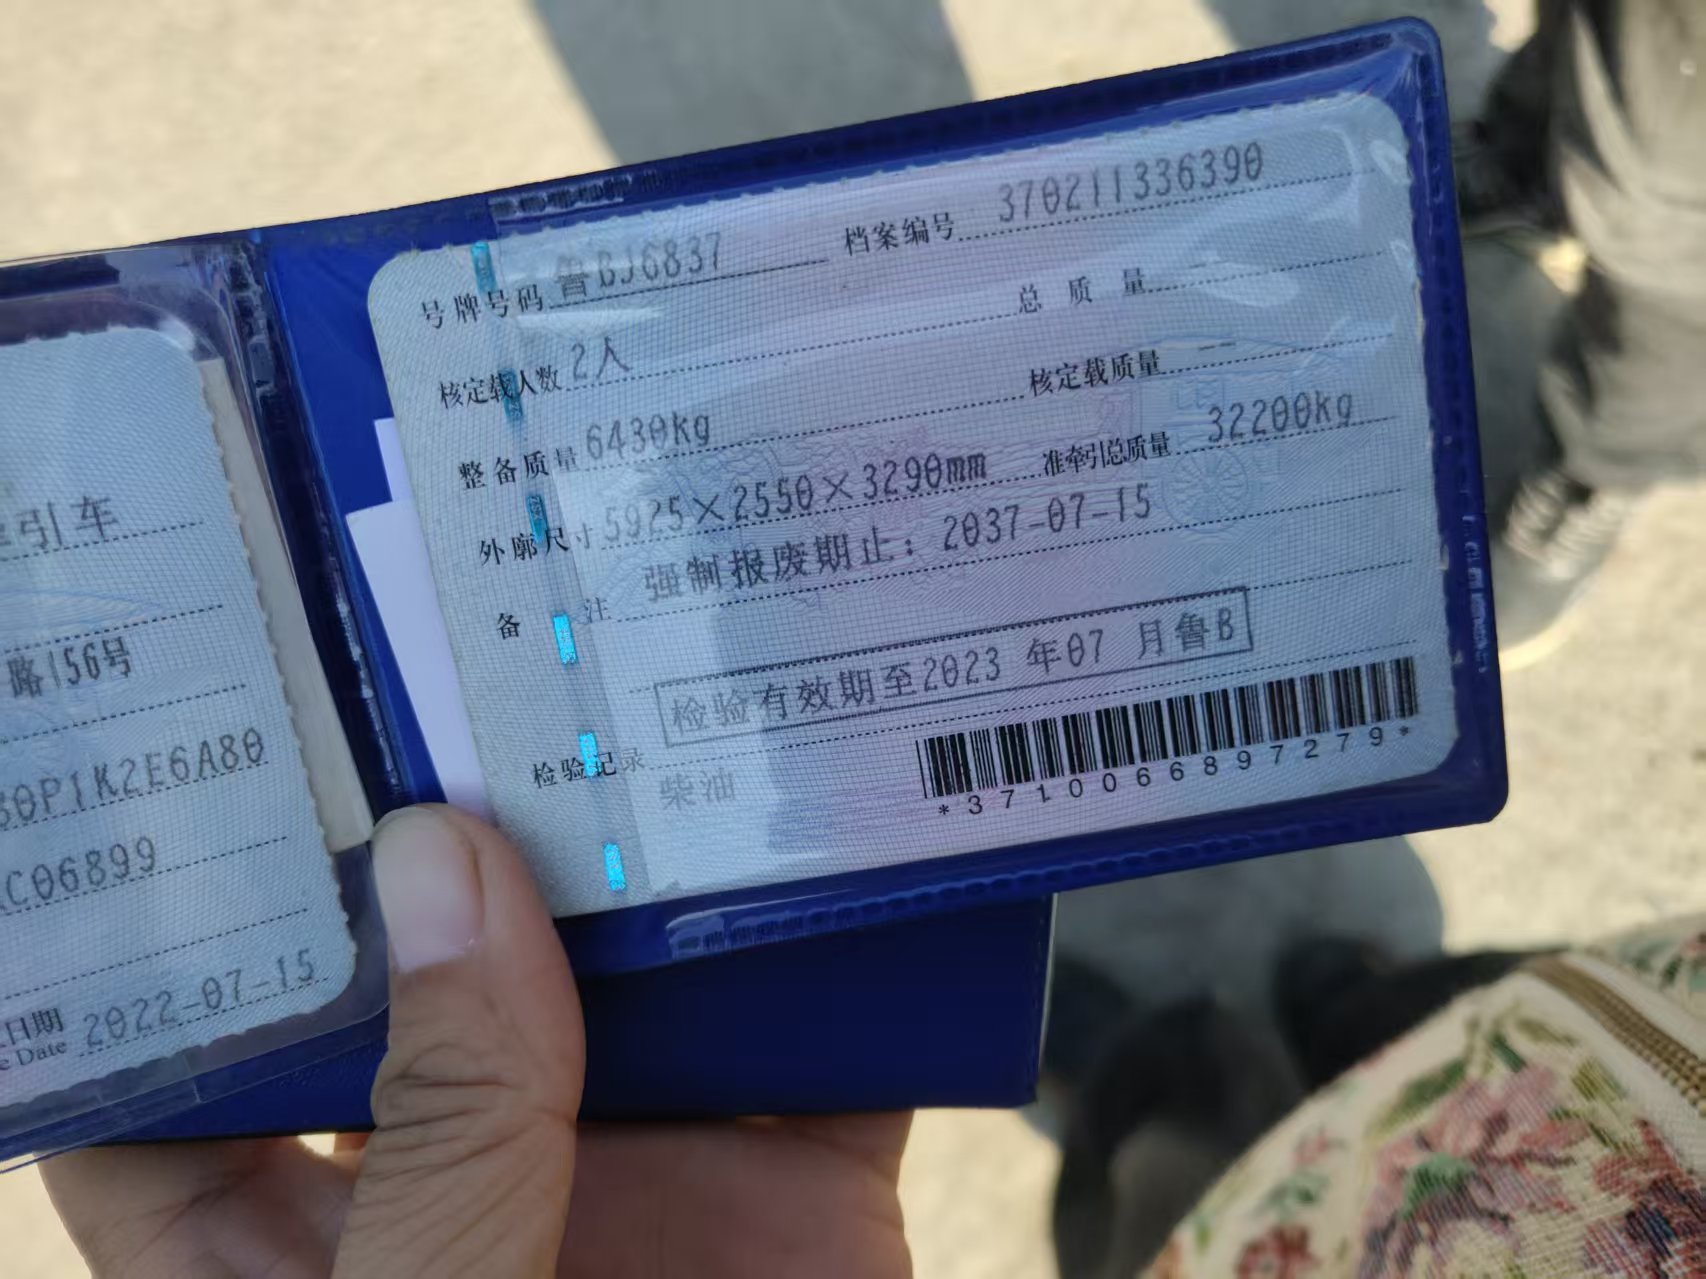 引车
路156号
30P1K2E6A80
C06899
日期 2022-07-15
e Date
号牌号码 鲁BJ6837 档案编号 370211336390
核定载人数 2人 总质量 --
整备质量 6430kg 核定载质量 --
外廓尺寸 5925×2550×3290mm 准牵引总质量 32200kg
备注 强制报废期止：2037-07-15
检验有效期至2023 年07 月鲁B
检验记录
柴油
*3710066897279*